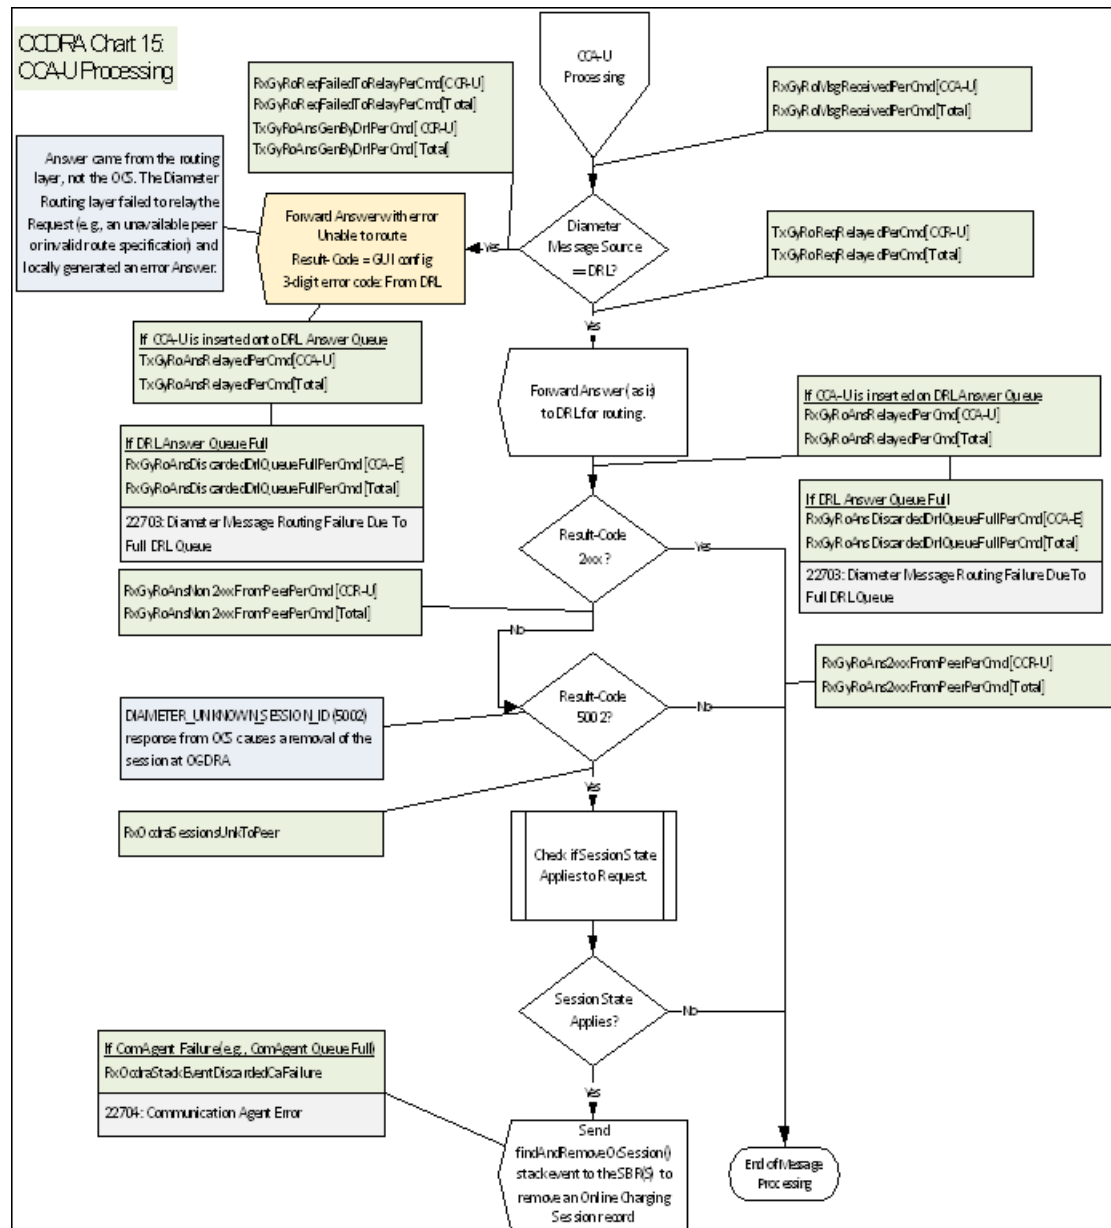 OCDRA Chart 15:
CCA-U Processing
CCA-U
Processing
RxGyRoReqFailedToRelayPerCmd[CCR-U]
RxGyRoReqFailedToRelayPerCmd[Total]
TxGyRoAnsGenByDrlPerCmd[CCR-U]
TxGyRoAnsGenByDrlPerCmd[Total]
RxGyRoMsgReceivedPerCmd[CCA-U]
RxGyRoMsgReceivedPerCmd[Total]
Answer came from the routing
layer, not the OCS. The Diameter
Routing layer failed to relay the
Request (e.g., an unavailable peer
or invalid route specification) and
locally generated an error Answer.
Forward Answer with error
Unable to route
Result-Code = GUI config
3-digit error code: From DRL
Yes
Diameter
Message Source
== DRL?
TxGyRoReqRelayedPerCmd[CCR-U]
TxGyRoReqRelayedPerCmd[Total]
Yes
If CCA-U is inserted onto DRL Answer Queue
TxGyRoAnsRelayedPerCmd[CCA-U]
TxGyRoAnsRelayedPerCmd[Total]
Forward Answer (as is)
to DRL for routing.
If CCA-U is inserted on DRL Answer Queue
RxGyRoAnsRelayedPerCmd[CCA-U]
RxGyRoAnsRelayedPerCmd[Total]
If DRL Answer Queue Full
RxGyRoAnsDiscardedDrlQueueFullPerCmd[CCA-E]
RxGyRoAnsDiscardedDrlQueueFullPerCmd[Total]
22703: Diameter Message Routing Failure Due To
Full DRL Queue
If DRL Answer Queue Full
RxGyRoAnsDiscardedDrlQueueFullPerCmd[CCA-E]
RxGyRoAnsDiscardedDrlQueueFullPerCmd[Total]
22703: Diameter Message Routing Failure Due To
Full DRL Queue
Result-Code
2xxx?
Yes
RxGyRoAnsNon2xxxFromPeerPerCmd[CCR-U]
RxGyRoAnsNon2xxxFromPeerPerCmd[Total]
No
RxGyRoAns2xxxFromPeerPerCmd[CCR-U]
RxGyRoAns2xxxFromPeerPerCmd[Total]
Result-Code
5002?
No
DIAMETER_UNKNOWN_SESSION_ID (5002)
response from OCS causes a removal of the
session at OCDRA
Yes
RxOcdraSessionsUnkToPeer
Check if Session State
Applies to Request.
Session State
Applies?
No
If ComAgent Failure (e.g., ComAgent Queue Full)
RxOcdraStackEventDiscardedCaFailure
22704: Communication Agent Error
Yes
Send
findAndRemoveOcSession()
stack event to the SBR(S) to
remove an Online Charging
Session record
End of Message
Processing